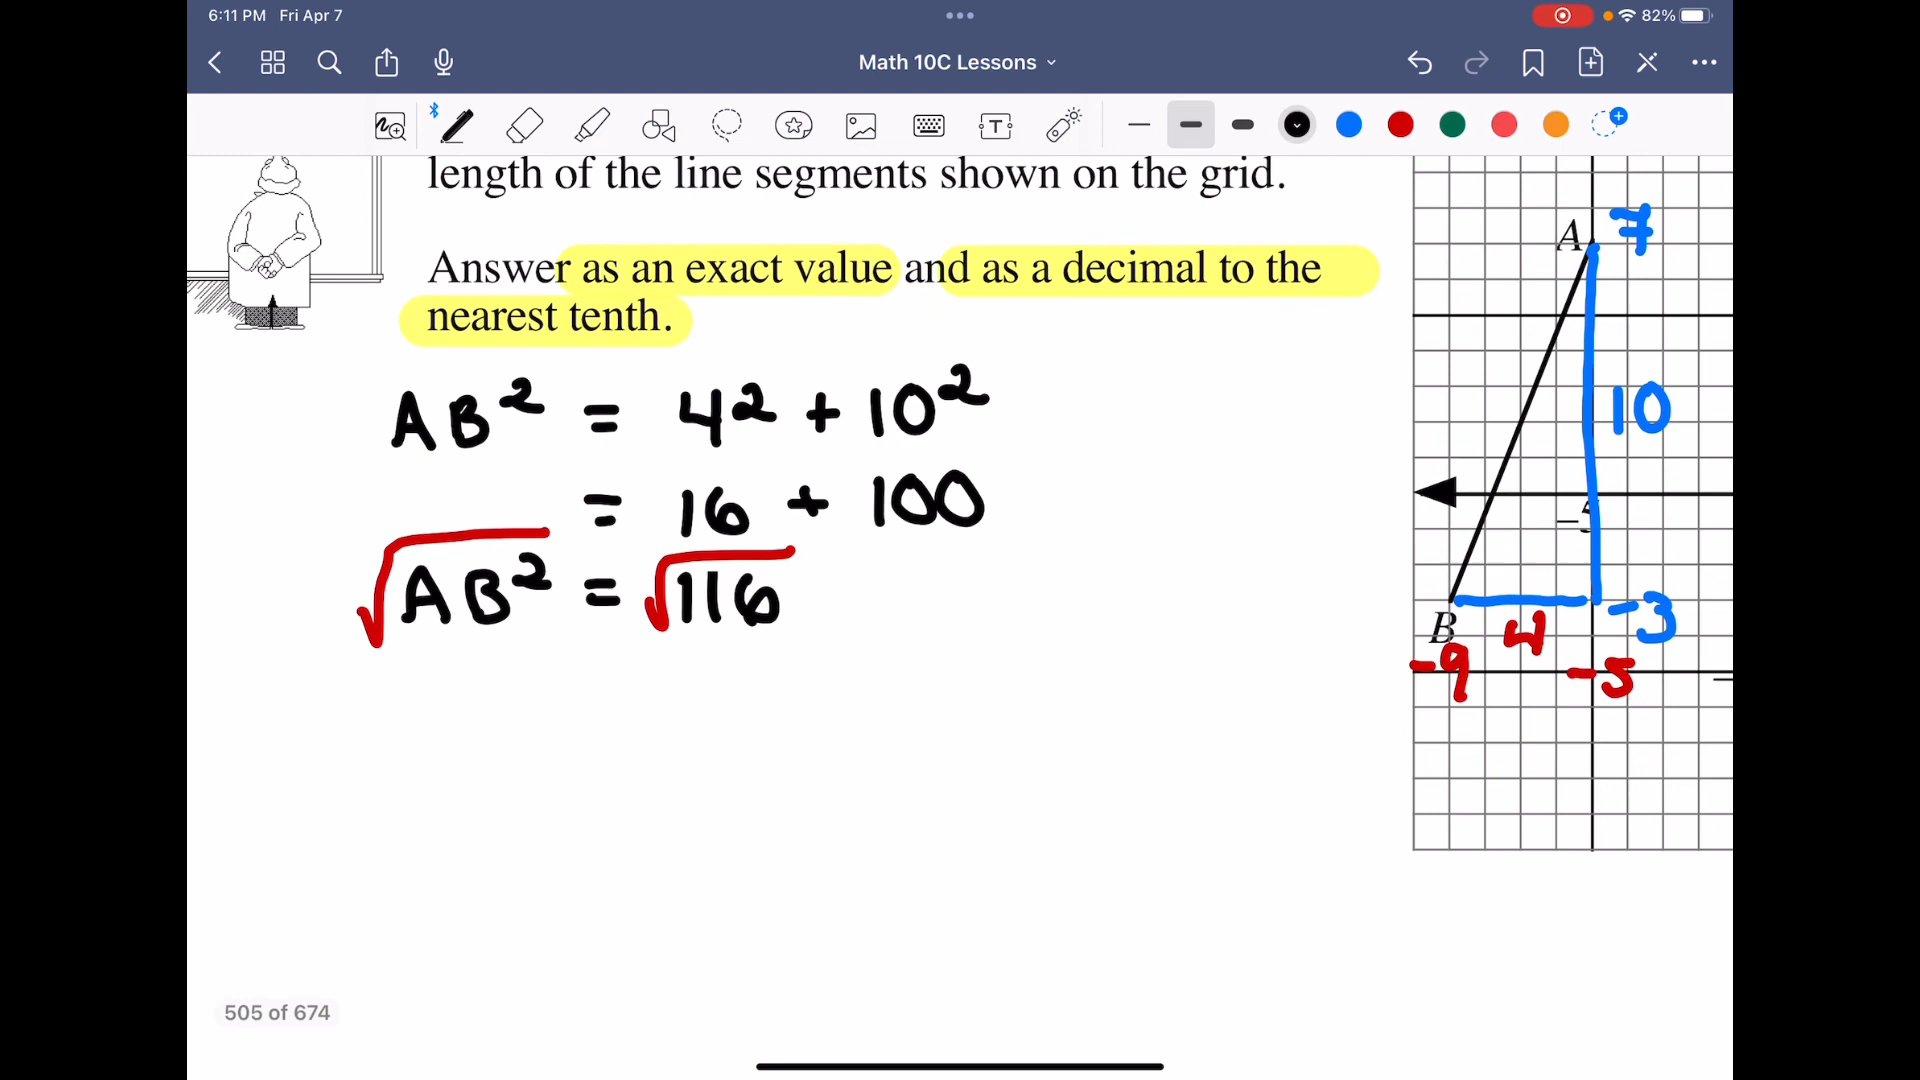 6:11 PM Fri Apr 7
82%
Math 10C Lessons
length of the line segments shown on the grid.
Answer as an exact value and as a decimal to the
nearest tenth.
AB² = 4² + 10²
= 16 + 100
√AB² = √116
A 7
10
-5
B 4 -3
-9 -5
505 of 674